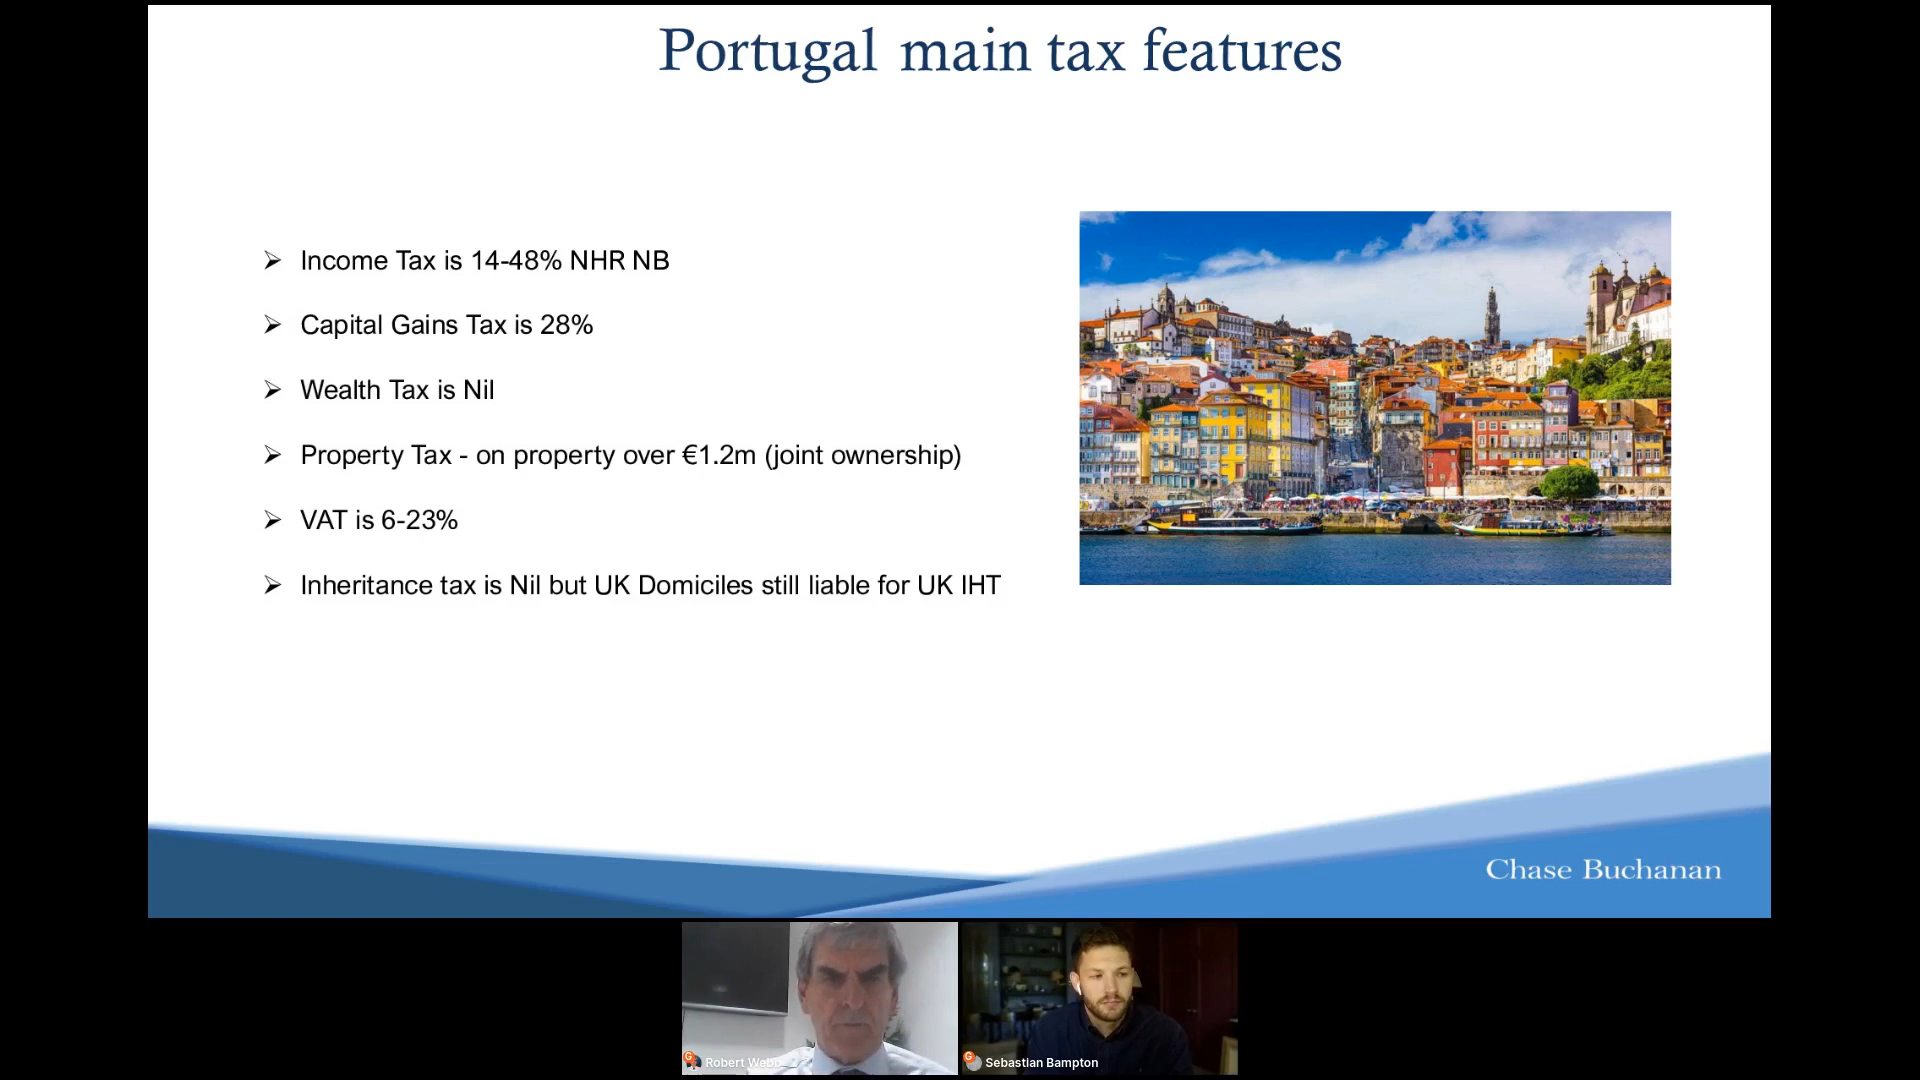 Portugal main tax features
Income Tax is 14-48% NHR NB
Capital Gains Tax is 28%
Wealth Tax is Nil
Property Tax - on property over €1.2m (joint ownership)
VAT is 6-23%
Inheritance tax is Nil but UK Domiciles still liable for UK IHT
Chase Buchanan
G Robert Webb
G Sebastian Bampton